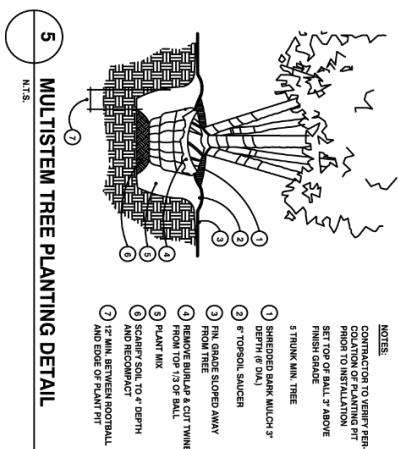 NOTES:
CONTRACTOR TO VERIFY PER-
COLATION OF PLANTING PIT
PRIOR TO INSTALLATION
SET TOP OF BALL 3" ABOVE
FINISH GRADE
5 TRUNK MIN. TREE
1 SHREDDED BARK MULCH 3"
DEPTH (6' DIA.)
2 6" TOPSOIL SAUCER
3 FIN. GRADE SLOPED AWAY
FROM TREE
4 REMOVE BURLAP & CUT TWINE
FROM TOP 1/3 OF BALL
5 PLANT MIX
6 SCARIFY SOIL TO 4" DEPTH
AND RECOMPACT
7 12" MIN. BETWEEN ROOTBALL
AND EDGE OF PLANT PIT
1
2
3
4
5
6
7
5 MULTISTEM TREE PLANTING DETAIL
N.T.S.